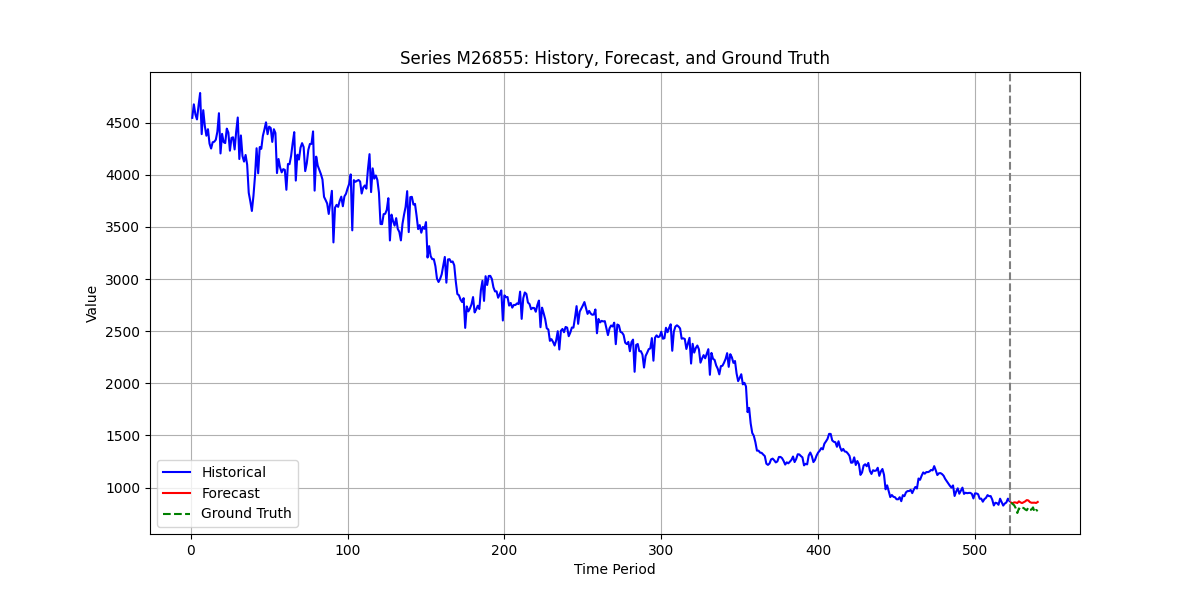 Series M26855: History, Forecast, and Ground Truth
Value
4500
4000
3500
3000
2500
2000
1500
1000
Historical
Forecast
Ground Truth
0 100 200 300 400 500
Time Period